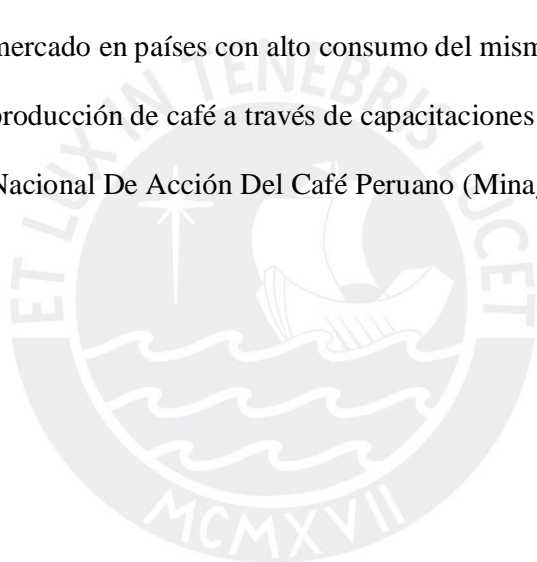 mercado en países con alto consumo del mism
producción de café a través de capacitaciones
Nacional De Acción Del Café Peruano (Mina
ET LUX IN TENEBRIS LUCET
MCMXVII